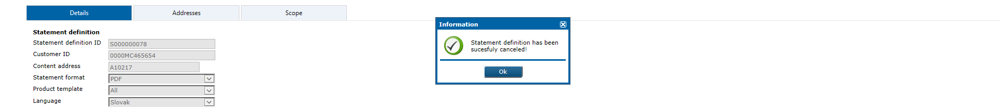 Details
Addresses
Scope
Statement definition
Statement definition ID
S000000078
Customer ID
0000MC465654
Content address
A10217
Statement format
PDF
Product template
All
Language
Slovak
Information
Statement definition has been
sucesfuly canceled!
Ok